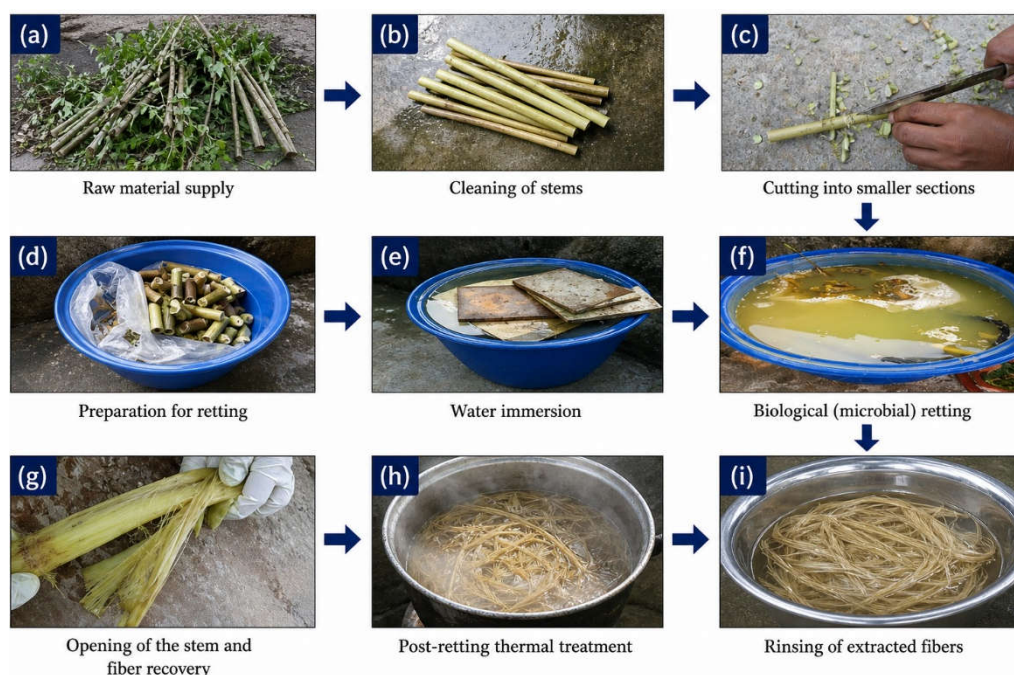 (a)
(b)
(c)
Raw material supply
Cleaning of stems
Cutting into smaller sections
(d)
(e)
(f)
Preparation for retting
Water immersion
Biological (microbial) retting
(g)
(h)
(i)
Opening of the stem and
fiber recovery
Post-retting thermal treatment
Rinsing of extracted fibers